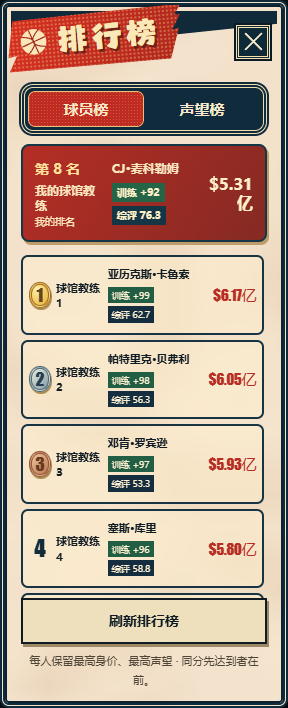 排行榜
球员榜
声望榜
第 8 名
我的球馆教
练
我的排名
CJ·麦科勒姆
训练 +92
综评 76.3
$5.31
亿
1
球馆教练
1
亚历克斯·卡鲁索
训练 +99
综评 62.7
$6.17亿
2
球馆教练
2
帕特里克·贝弗利
训练 +98
综评 56.3
$6.05亿
3
球馆教练
3
邓肯·罗宾逊
训练 +97
综评 53.3
$5.93亿
4
球馆教练
4
塞斯·库里
训练 +96
综评 58.8
$5.80亿
刷新排行榜
每人保留最高身价、最高声望 · 同分先达到者在
前。